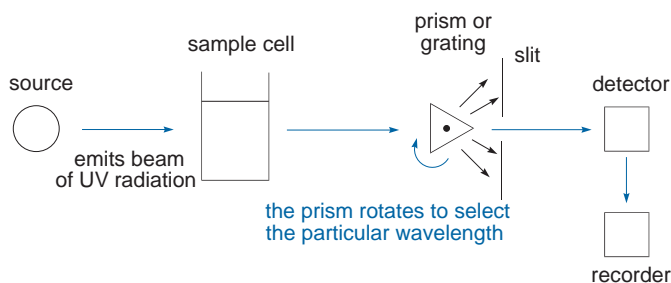 source
emits beam
of UV radiation
sample cell
prism or
grating
slit
the prism rotates to select
the particular wavelength
detector
recorder